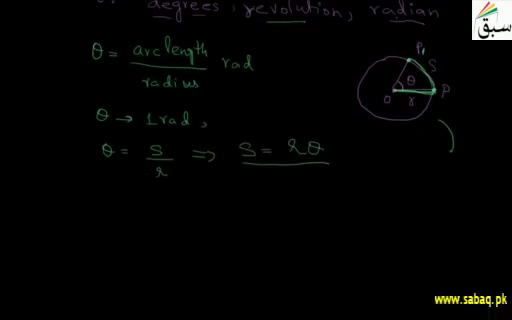 degrees, revolution, radian
θ = arc length / radius rad
θ → 1 rad,
θ = S / r ⇒ S = rθ
P₁
S
θ
O
r
P
سبق
www.sabaq.pk